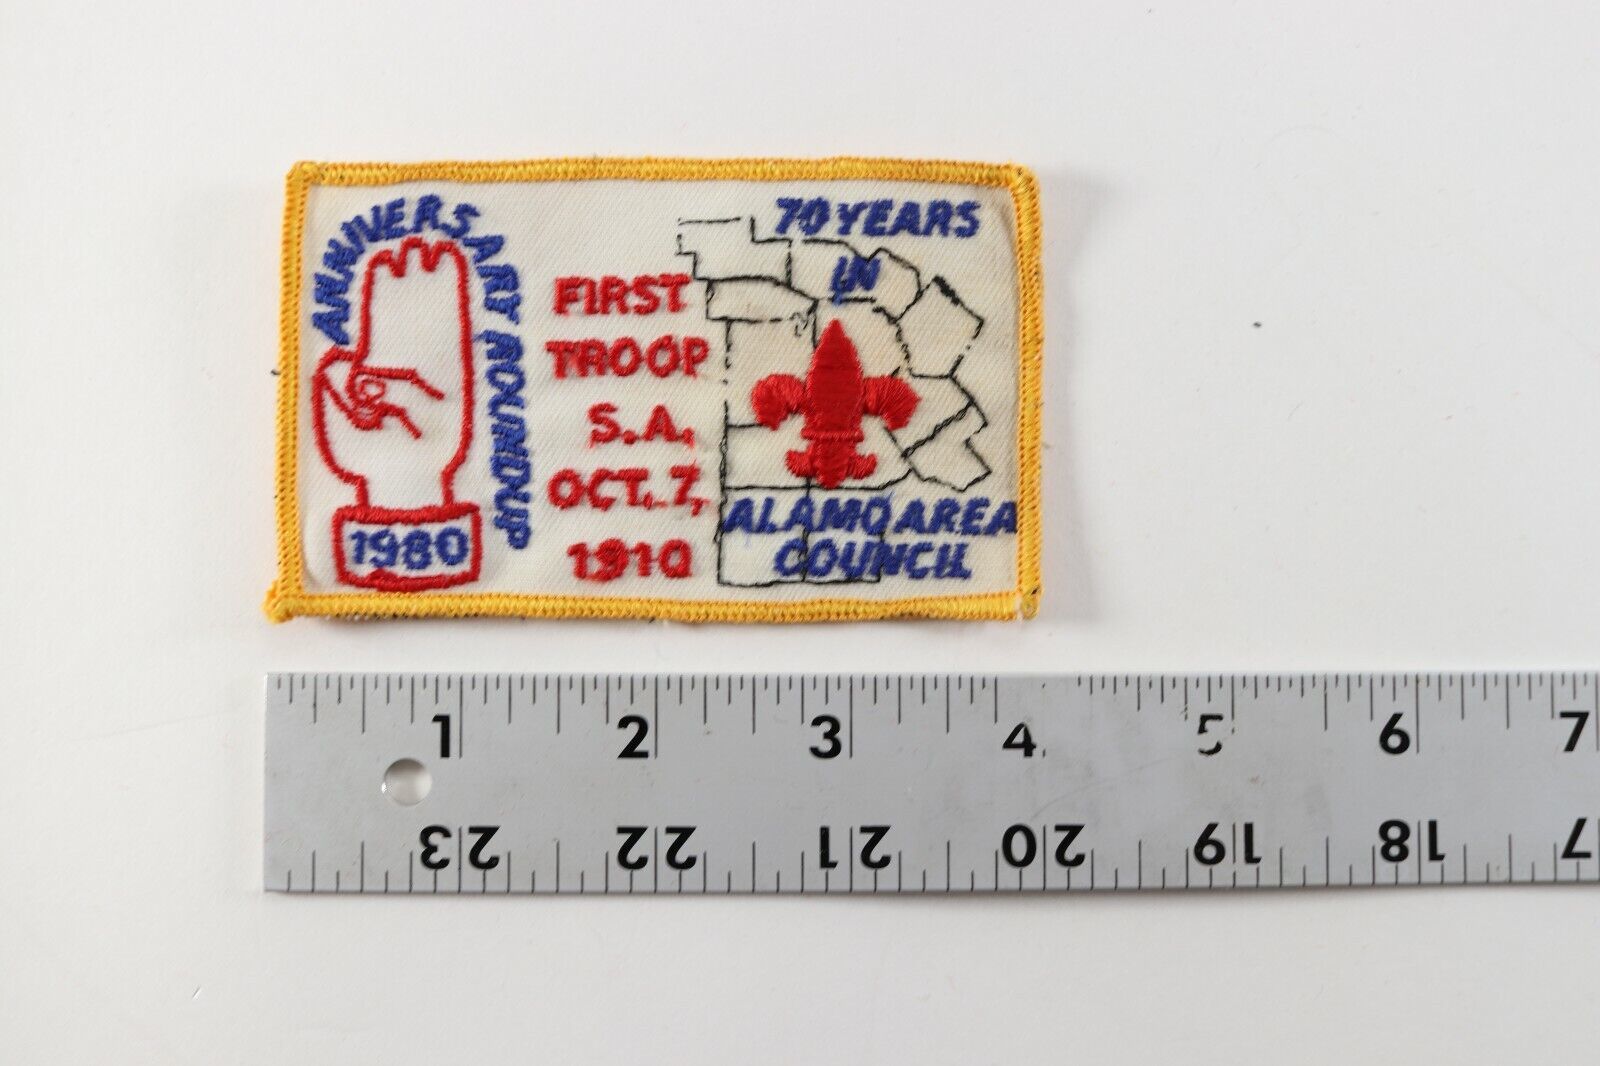 ANNIVERSARY ROUNDUP
1980
FIRST
TROOP
S.A.,
OCT. 7,
1910
70 YEARS
IN
ALAMO AREA
COUNCIL
1 2 3 4 5 6 7
23 22 21 20 19 18 17